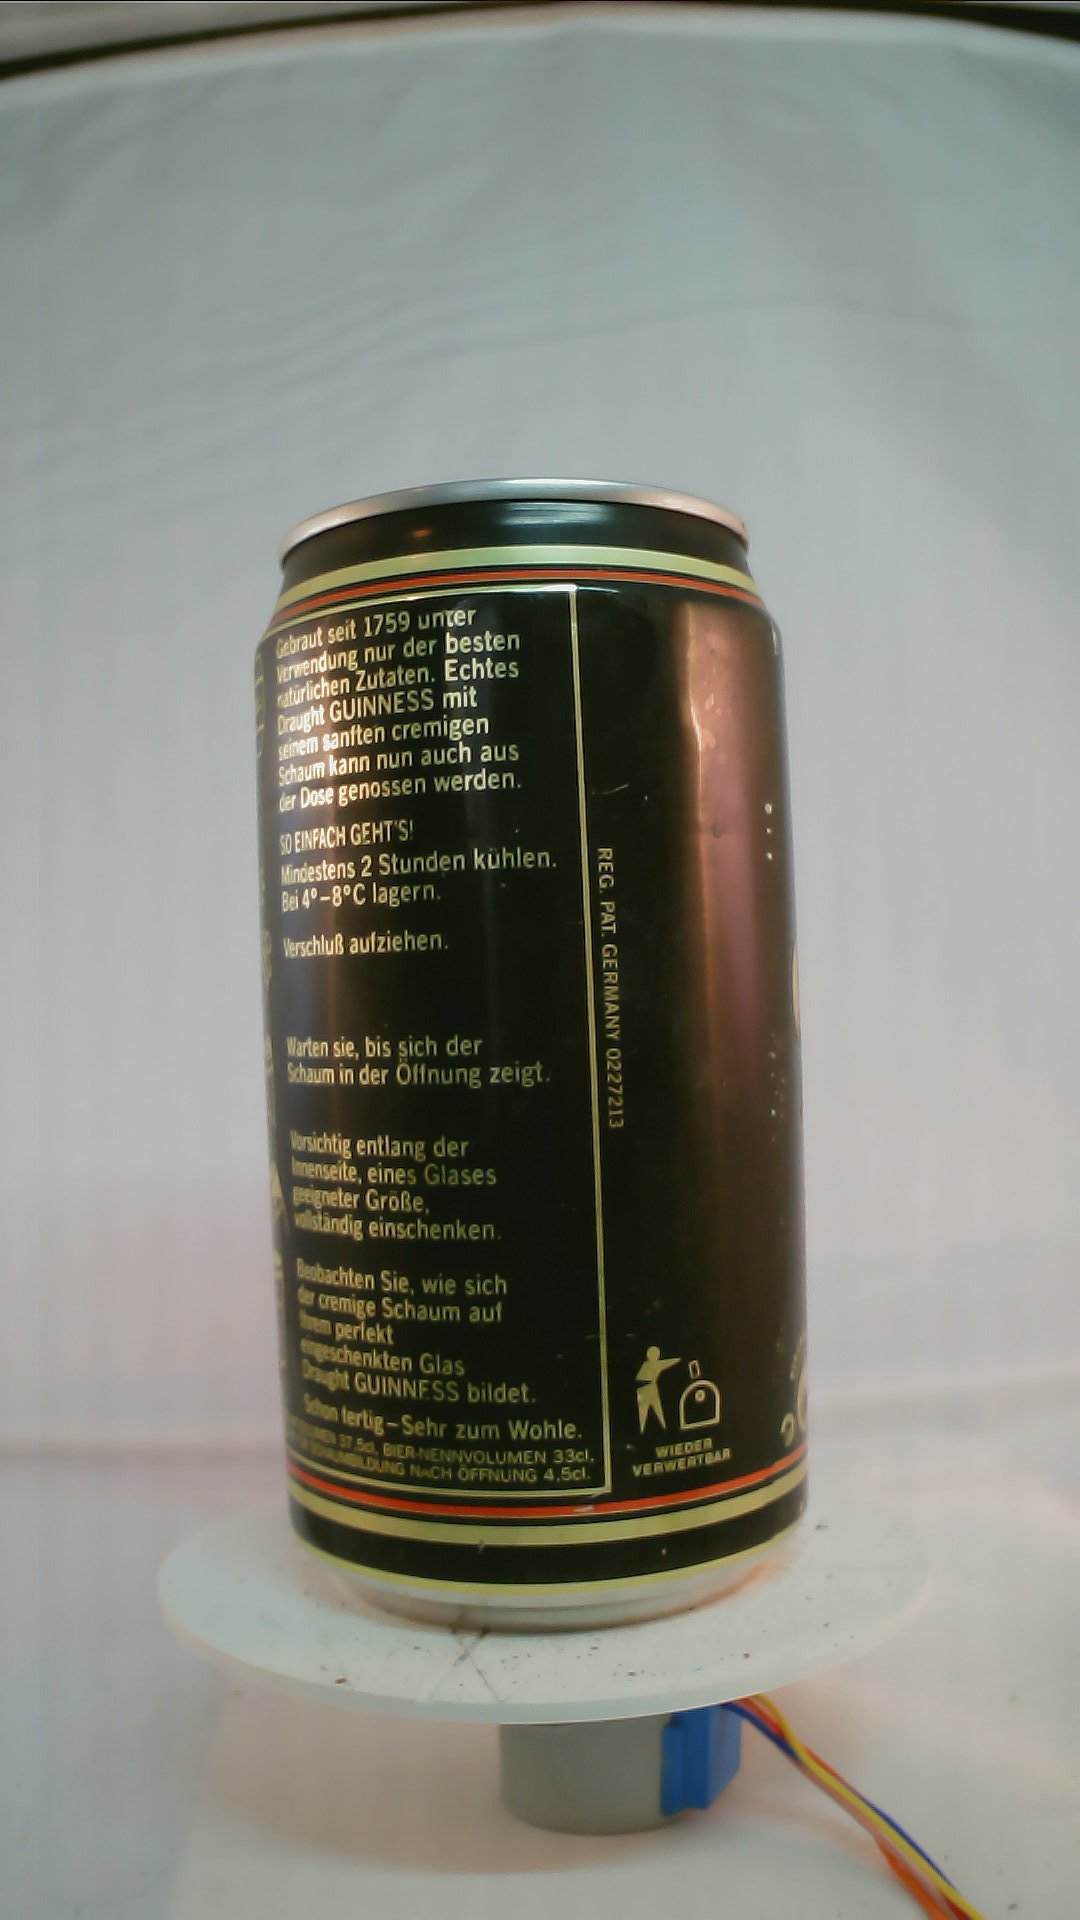 Gebraut seit 1759 unter
Verwendung nur der besten
natürlichen Zutaten. Echtes
Draught GUINNESS mit
seinem sanften cremigen
Schaum kann nun auch aus
der Dose genossen werden.
SO EINFACH GEHT'S!
Mindestens 2 Stunden kühlen.
Bei 4°–8°C lagern.
Verschluß aufziehen.
Warten sie, bis sich der
Schaum in der Öffnung zeigt.
Vorsichtig entlang der
Innenseite, eines Glases
geeigneter Größe,
vollständig einschenken.
Beobachten Sie, wie sich
der cremige Schaum auf
Ihrem perfekt
eingeschenkten Glas
Draught GUINNESS bildet.
Schon fertig – Sehr zum Wohle.
37,5cl, BIER-NENNVOLUMEN 33cl,
SCHAUMBILDUNG NACH ÖFFNUNG 4,5cl.
REG. PAT. GERMANY 0227213
WIEDER
VERWERTBAR